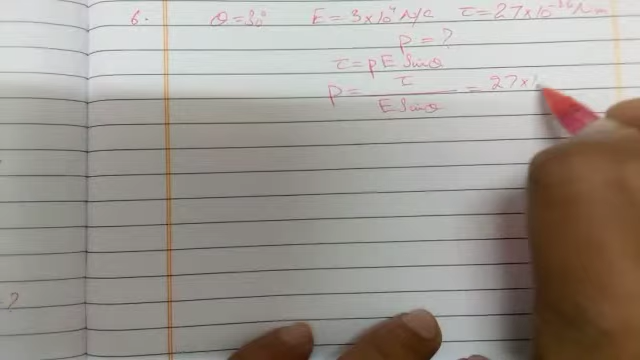 6. θ = 30° E = 3×10⁴ N/C τ = 27×10⁻²⁶ Nm
p = ?
τ = pE Sinθ
p = τ / E Sinθ = 27×
?